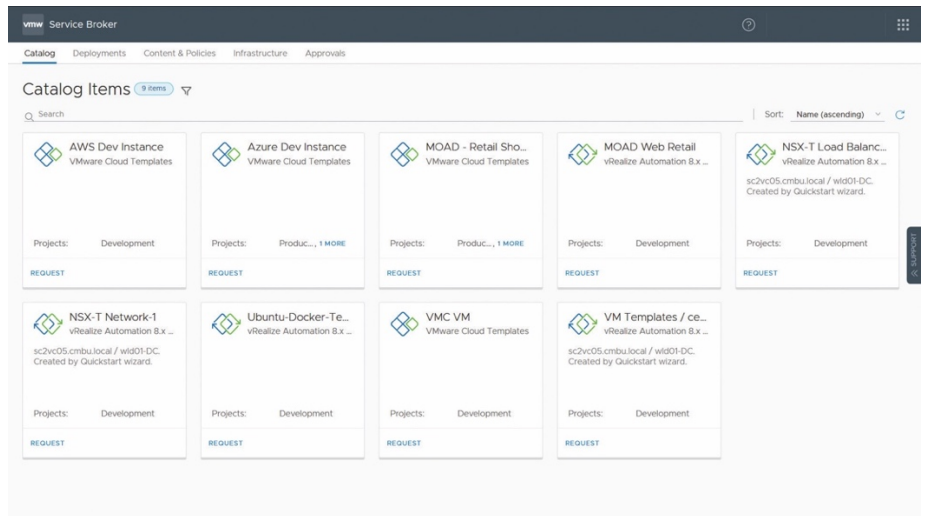 vmw Service Broker
Catalog Deployments Content & Policies Infrastructure Approvals
Catalog Items 9 items
Search
Sort: Name (ascending)
AWS Dev Instance
VMware Cloud Templates
Projects: Development
REQUEST
Azure Dev Instance
VMware Cloud Templates
Projects: Produc..., 1 MORE
REQUEST
MOAD - Retail Sho...
VMware Cloud Templates
Projects: Produc..., 1 MORE
REQUEST
MOAD Web Retail
vRealize Automation 8.x ...
Projects: Development
REQUEST
NSX-T Load Balanc...
vRealize Automation 8.x ...
sc2vc05.cmbu.local / wld01-DC.
Created by Quickstart wizard.
Projects: Development
REQUEST
SUPPORT
NSX-T Network-1
vRealize Automation 8.x ...
sc2vc05.cmbu.local / wld01-DC.
Created by Quickstart wizard.
Projects: Development
REQUEST
Ubuntu-Docker-Te...
vRealize Automation 8.x ...
Projects: Development
REQUEST
VMC VM
VMware Cloud Templates
Projects: Development
REQUEST
VM Templates / ce...
vRealize Automation 8.x ...
sc2vc05.cmbu.local / wld01-DC.
Created by Quickstart wizard.
Projects: Development
REQUEST